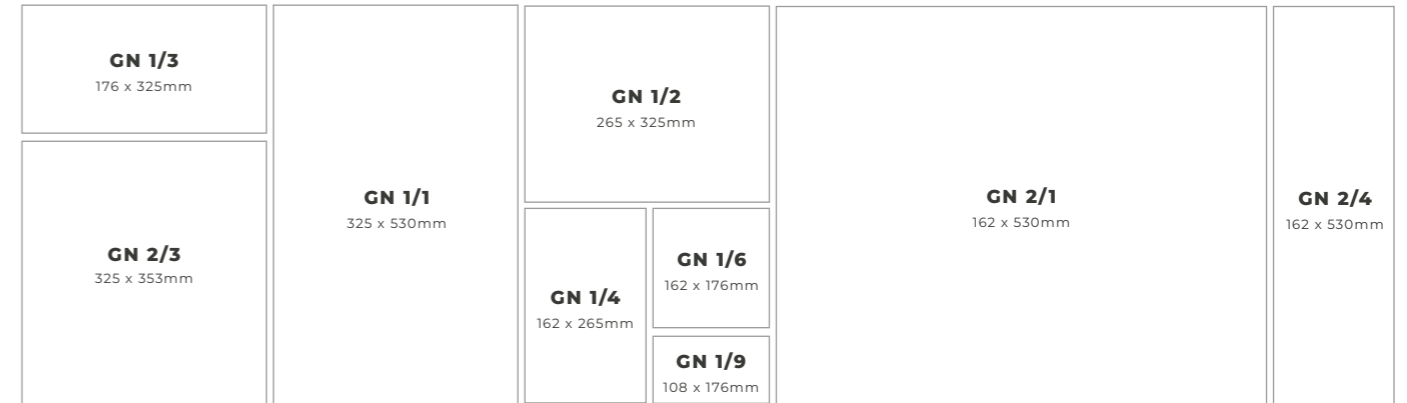 GN 1/3
176 x 325mm
GN 2/3
325 x 353mm
GN 1/1
325 x 530mm
GN 1/2
265 x 325mm
GN 1/4
162 x 265mm
GN 1/6
162 x 176mm
GN 1/9
108 x 176mm
GN 2/1
162 x 530mm
GN 2/4
162 x 530mm